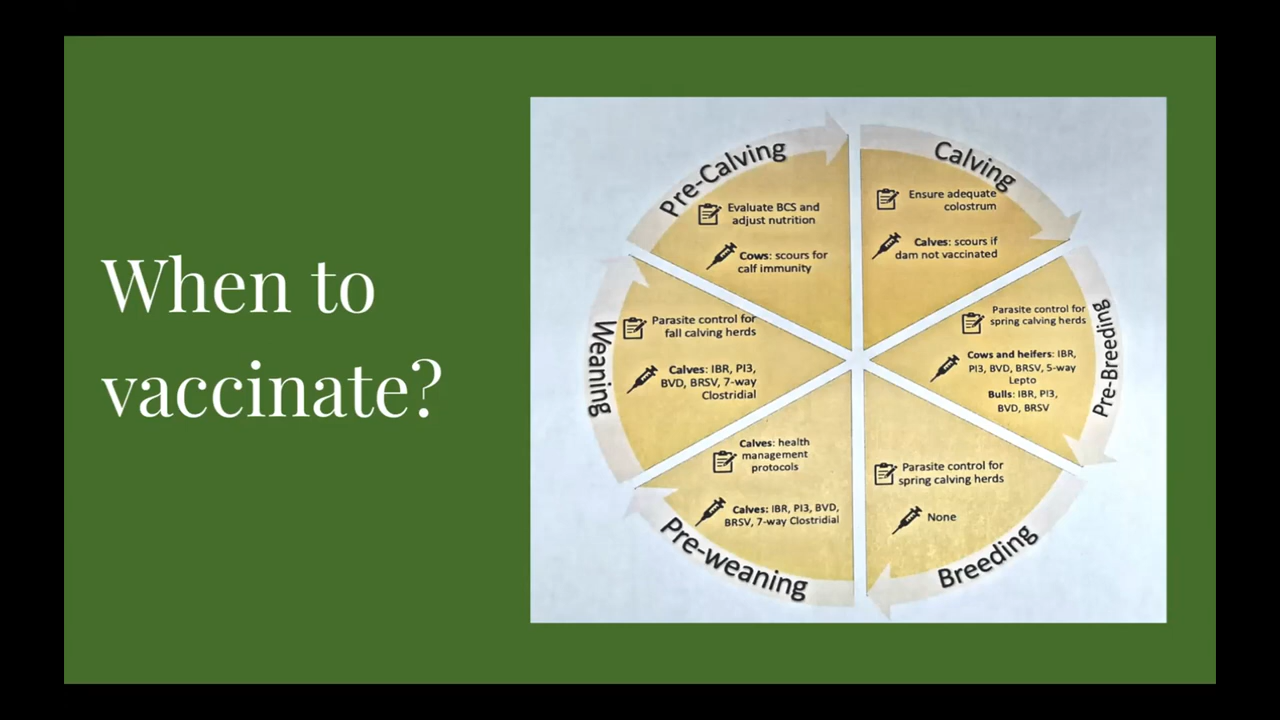 When to
vaccinate?
Pre-Calving
Evaluate BCS and
adjust nutrition
Cows: scours for
calf immunity
Calving
Ensure adequate
colostrum
Calves: scours if
dam not vaccinated
Pre-Breeding
Parasite control for
spring calving herds
Cows and heifers: IBR,
PI3, BVD, BRSV, 5-way
Lepto
Bulls: IBR, PI3,
BVD, BRSV
Breeding
Parasite control for
spring calving herds
None
Pre-weaning
Calves: health
management
protocols
Calves: IBR, PI3, BVD,
BRSV, 7-way Clostridial
Weaning
Parasite control for
fall calving herds
Calves: IBR, PI3,
BVD, BRSV, 7-way
Clostridial